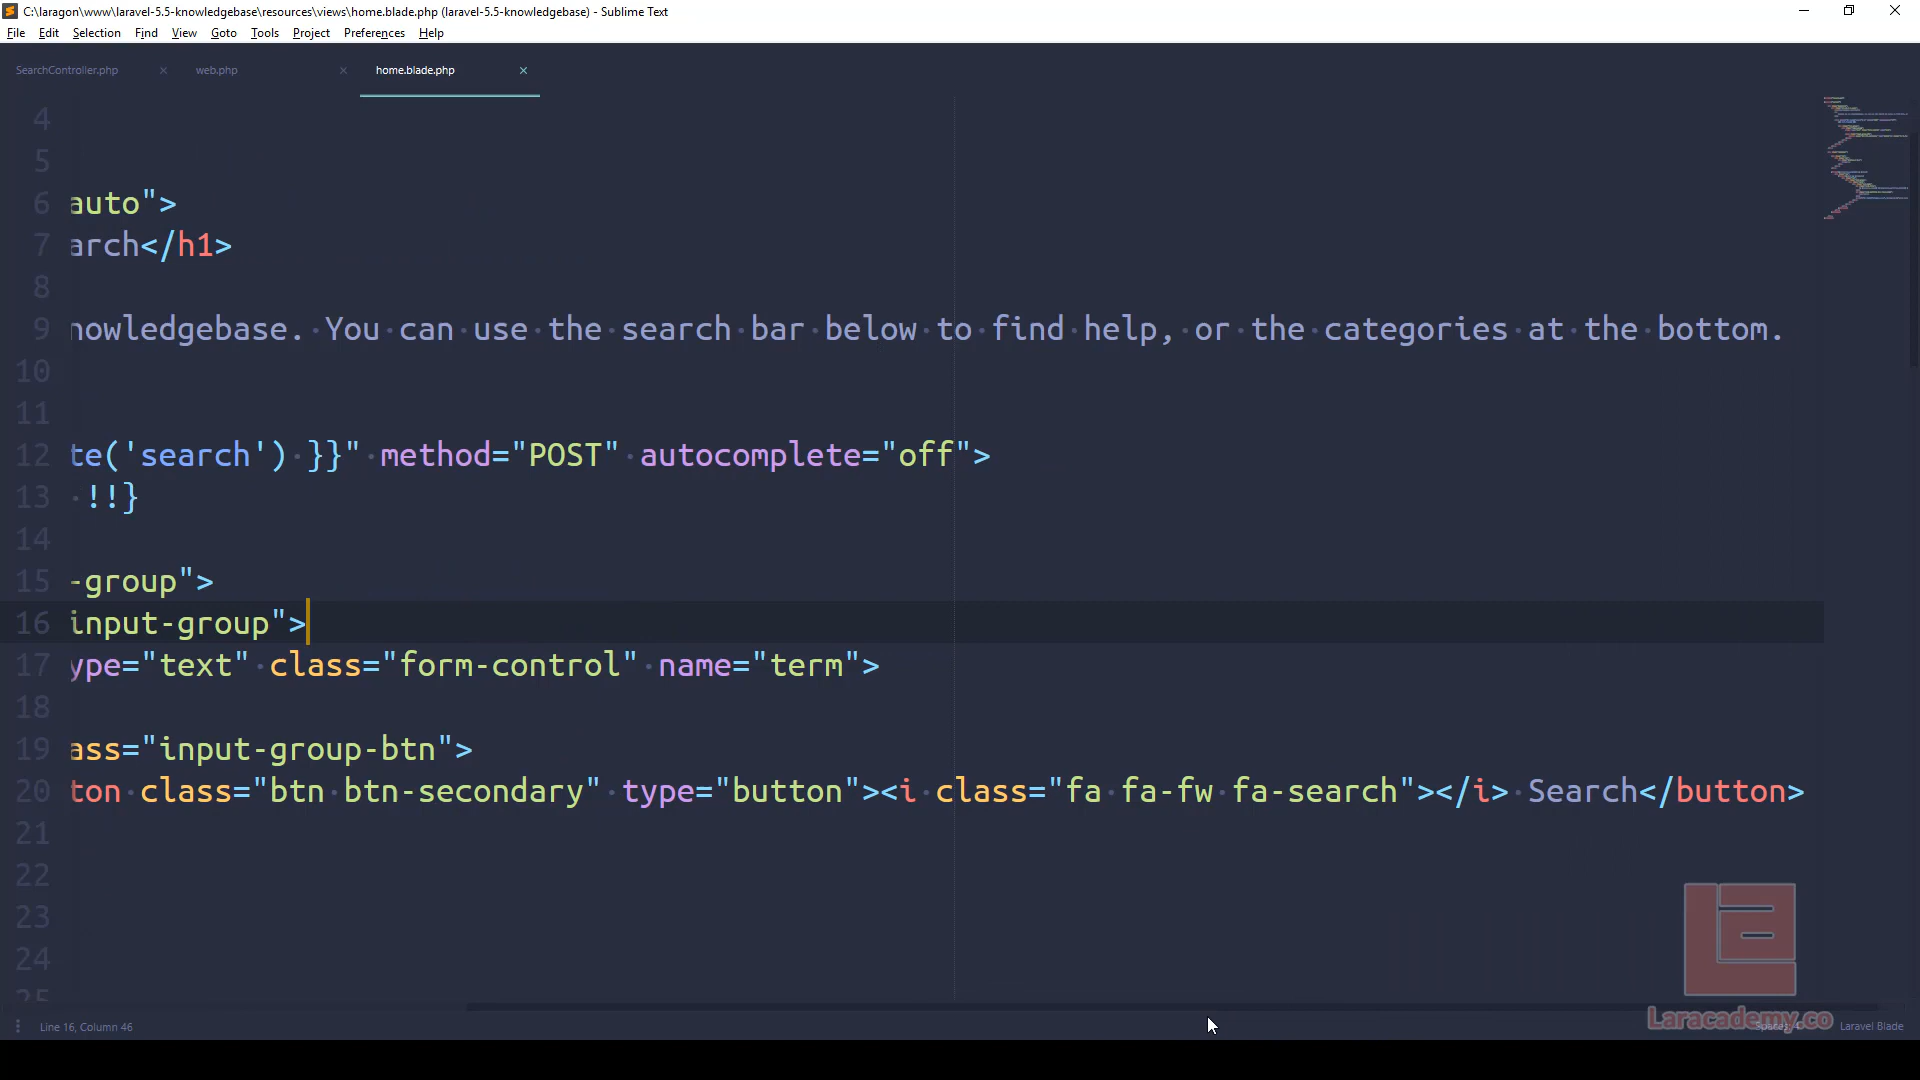 C:\laragon\www\laravel-5.5-knowledgebase\resources\views\home.blade.php (laravel-5.5-knowledgebase) - Sublime Text
File Edit Selection Find View Goto Tools Project Preferences Help
SearchController.php web.php home.blade.php
4
5
6 auto">
7 arch</h1>
8
9 nowledgebase. You can use the search bar below to find help, or the categories at the bottom.
10
11
12 te('search') }}" method="POST" autocomplete="off">
13 !!}
14
15 -group">
16 input-group">
17 ype="text" class="form-control" name="term">
18
19 ass="input-group-btn">
20 ton class="btn btn-secondary" type="button"><i class="fa fa-fw fa-search"></i> Search</button>
21
22
23
24
25
Laracademy.co
Line 16, Column 46 Laravel Blade